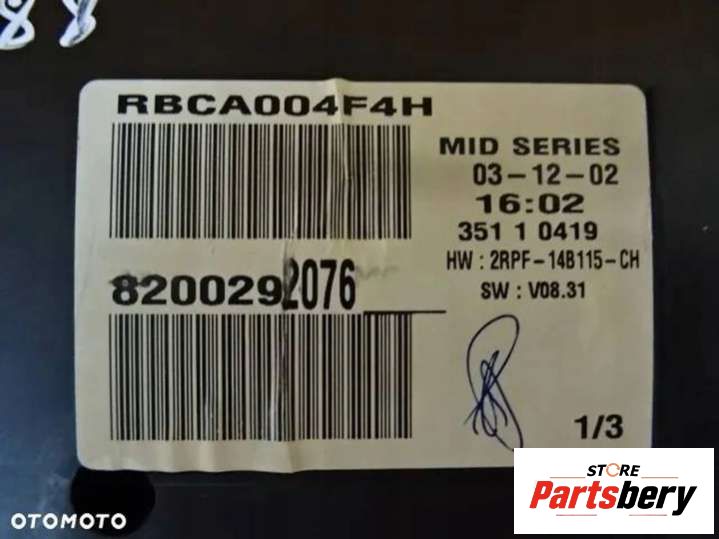 88
RBCA004F4H
MID SERIES
03-12-02
16:02
351 1 0419
HW : 2RPF-14B115-CH
8200292076
SW : V08.31
1/3
STORE
Partsbery
OTOMOTO